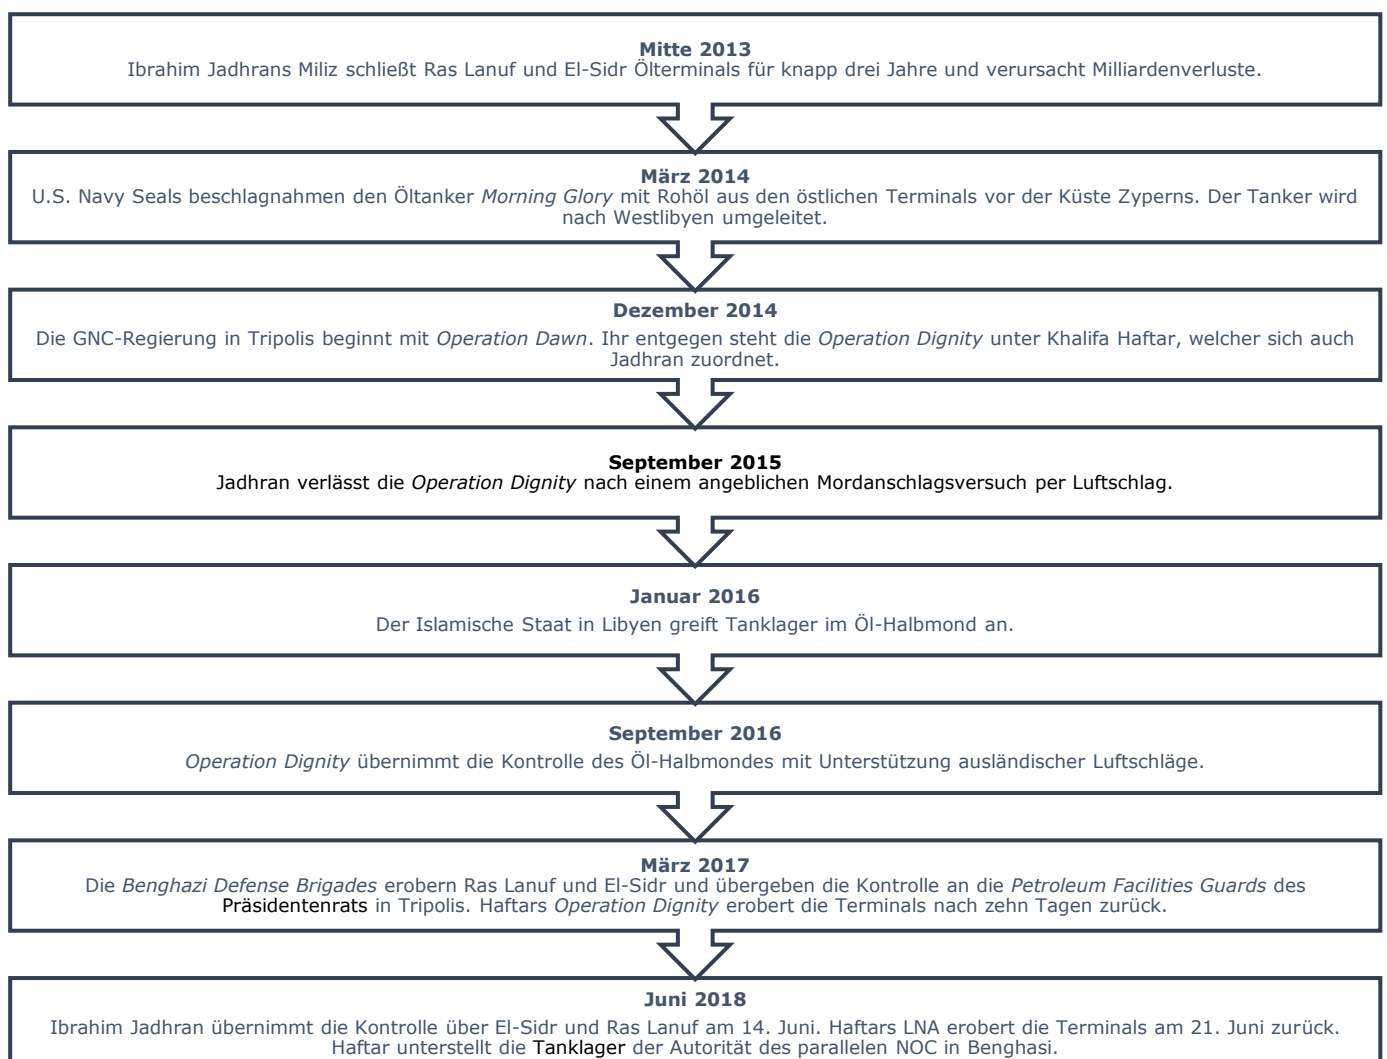 Mitte 2013
Ibrahim Jadhrans Miliz schließt Ras Lanuf und El-Sidr Ölterminals für knapp drei Jahre und verursacht Milliardenverluste.
März 2014
U.S. Navy Seals beschlagnahmen den Öltanker Morning Glory mit Rohöl aus den östlichen Terminals vor der Küste Zyperns. Der Tanker wird
nach Westlibyen umgeleitet.
Dezember 2014
Die GNC-Regierung in Tripolis beginnt mit Operation Dawn. Ihr entgegen steht die Operation Dignity unter Khalifa Haftar, welcher sich auch
Jadhran zuordnet.
September 2015
Jadhran verlässt die Operation Dignity nach einem angeblichen Mordanschlagsversuch per Luftschlag.
Januar 2016
Der Islamische Staat in Libyen greift Tanklager im Öl-Halbmond an.
September 2016
Operation Dignity übernimmt die Kontrolle des Öl-Halbmondes mit Unterstützung ausländischer Luftschläge.
März 2017
Die Benghazi Defense Brigades erobern Ras Lanuf und El-Sidr und übergeben die Kontrolle an die Petroleum Facilities Guards des
Präsidentenrats in Tripolis. Haftars Operation Dignity erobert die Terminals nach zehn Tagen zurück.
Juni 2018
Ibrahim Jadhran übernimmt die Kontrolle über El-Sidr und Ras Lanuf am 14. Juni. Haftars LNA erobert die Terminals am 21. Juni zurück.
Haftar unterstellt die Tanklager der Autorität des parallelen NOC in Benghasi.